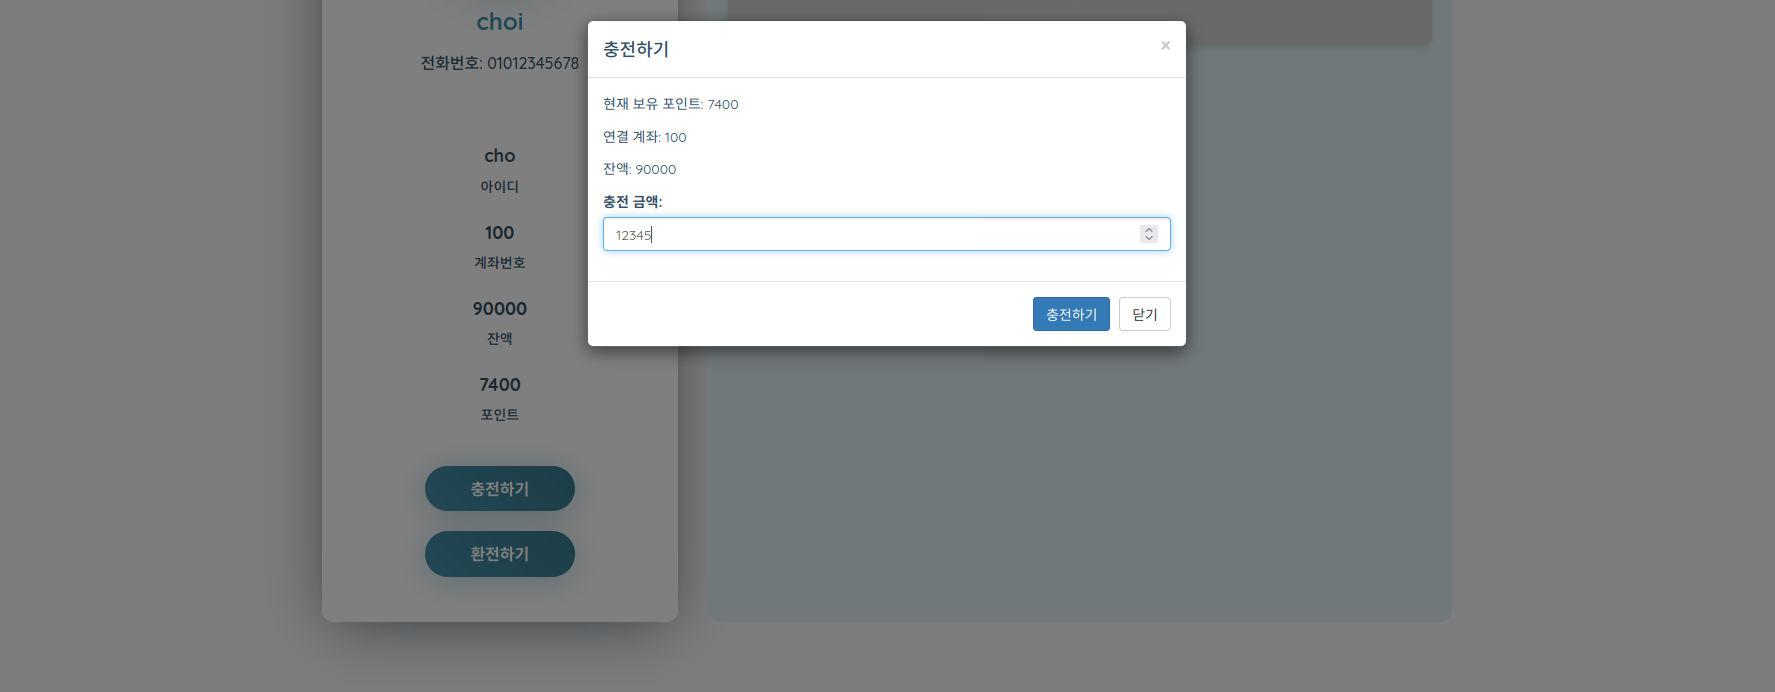 choi
전화번호: 01012345678
cho
아이디
100
계좌번호
90000
잔액
7400
포인트
충전하기
환전하기
충전하기 ×
현재 보유 포인트: 7400
연결 계좌: 100
잔액: 90000
충전 금액:
12345
충전하기 닫기